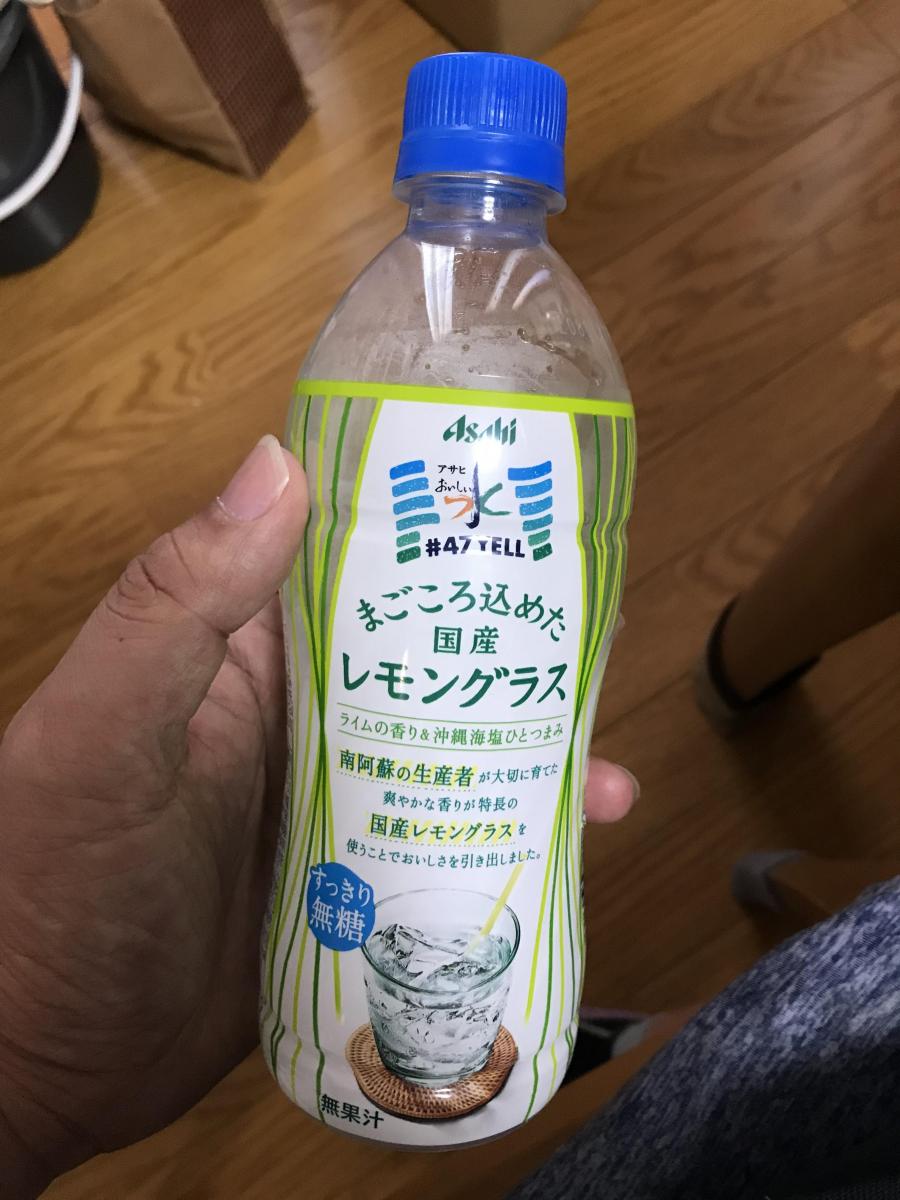 Asahi
アサヒ
おいしい
水
#47YELL
まごころ込めた
国産
レモングラス
ライムの香り&沖縄海塩ひとつまみ
南阿蘇の生産者が大切に育てた
爽やかな香りが特長の
国産レモングラスを
使うことでおいしさを引き出しました。
すっきり
無糖
無果汁